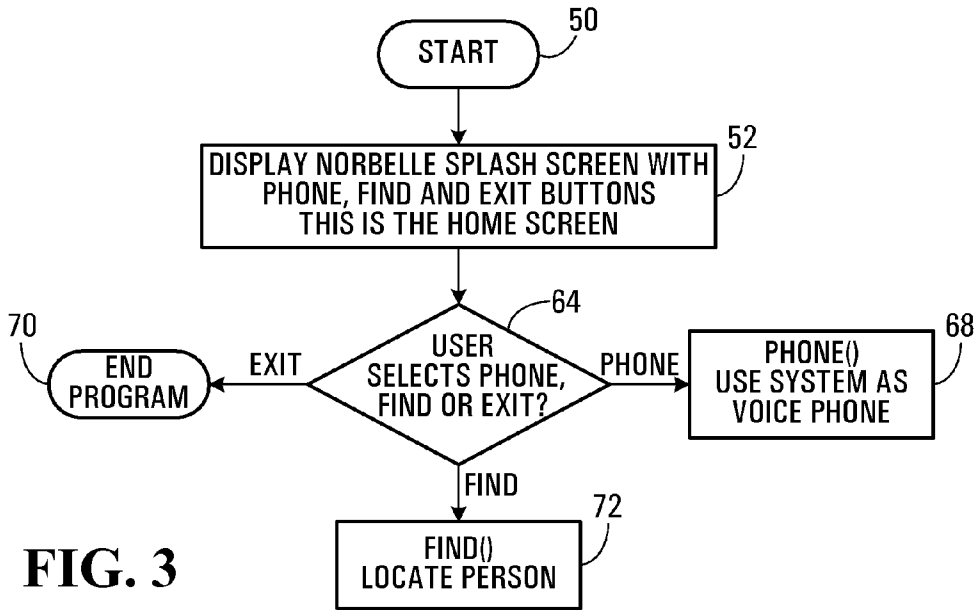 50
START
52
DISPLAY NORBELLE SPLASH SCREEN WITH
PHONE, FIND AND EXIT BUTTONS
THIS IS THE HOME SCREEN
64
70
68
END
PROGRAM
EXIT
USER
SELECTS PHONE,
FIND OR EXIT?
PHONE
PHONE()
USE SYSTEM AS
VOICE PHONE
FIND
72
FIND()
LOCATE PERSON
FIG. 3